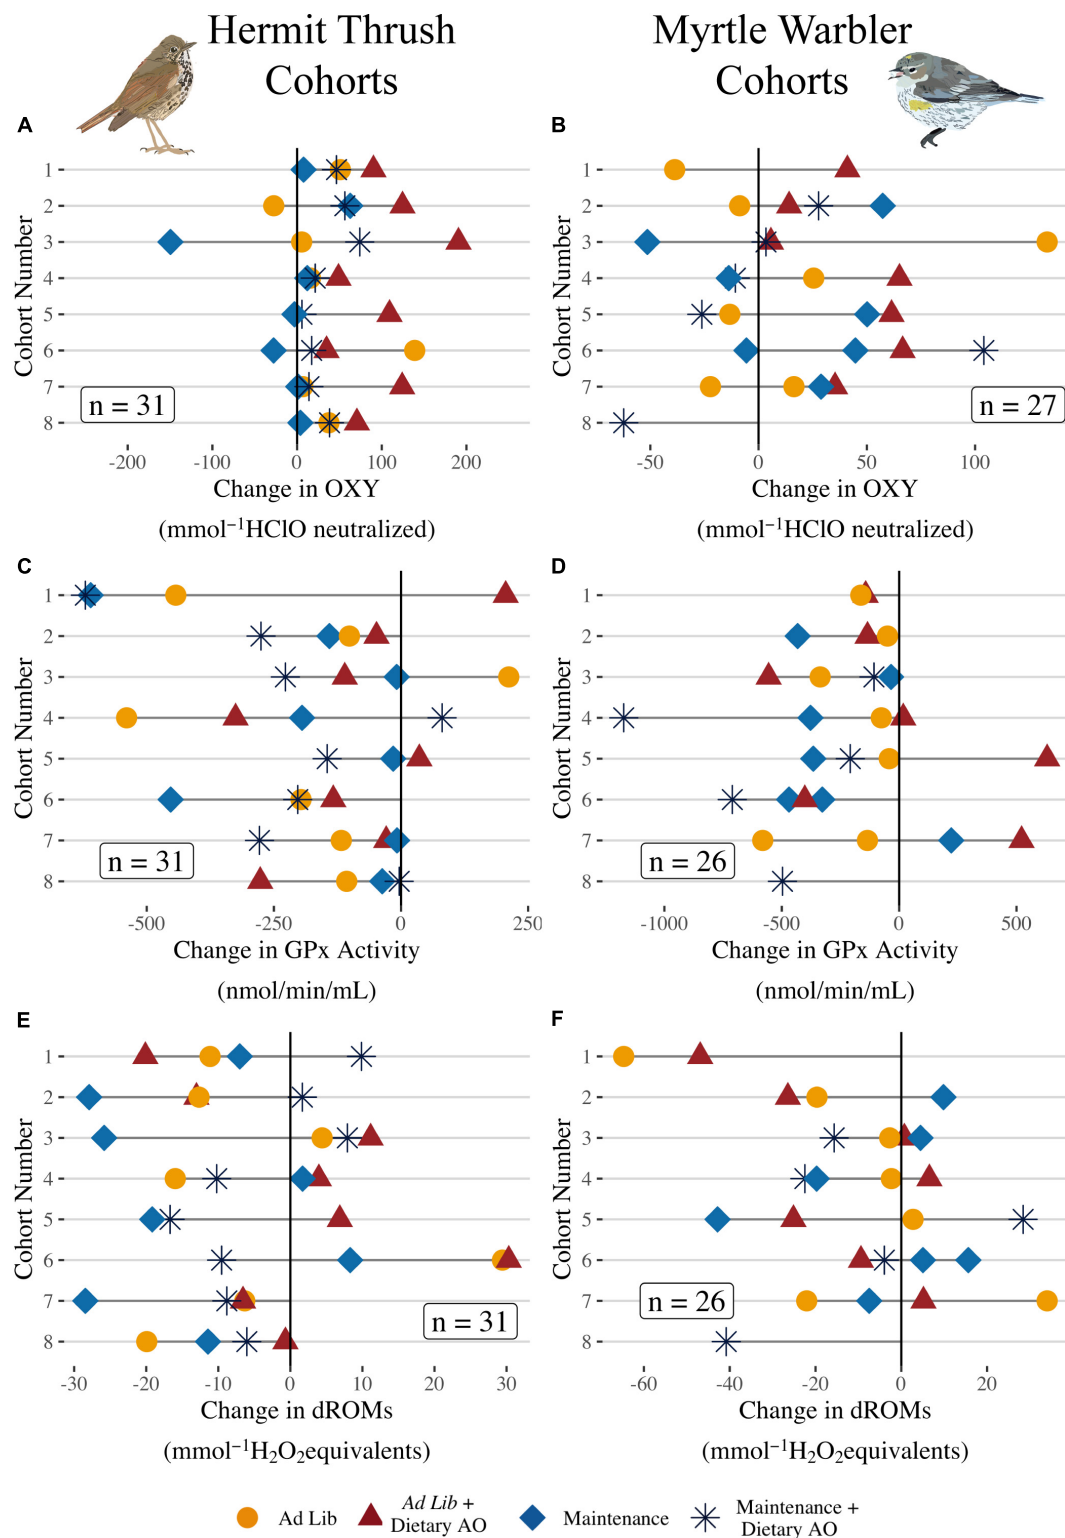 Hermit Thrush
Cohorts
Myrtle Warbler
Cohorts
A
Cohort Number
1
2
3
4
5
6
7
8
n = 31
-200 -100 0 100 200
Change in OXY
(mmol⁻¹HClO neutralized)
B
Cohort Number
1
2
3
4
5
6
7
8
n = 27
-50 0 50 100
Change in OXY
(mmol⁻¹HClO neutralized)
C
Cohort Number
1
2
3
4
5
6
7
8
n = 31
-500 -250 0 250
Change in GPx Activity
(nmol/min/mL)
D
Cohort Number
1
2
3
4
5
6
7
8
n = 26
-1000 -500 0 500
Change in GPx Activity
(nmol/min/mL)
E
Cohort Number
1
2
3
4
5
6
7
8
n = 31
-30 -20 -10 0 10 20 30
Change in dROMs
(mmol⁻¹H₂O₂equivalents)
F
Cohort Number
1
2
3
4
5
6
7
8
n = 26
-60 -40 -20 0 20
Change in dROMs
(mmol⁻¹H₂O₂equivalents)
Ad Lib
Ad Lib +
Dietary AO
Maintenance
Maintenance +
Dietary AO